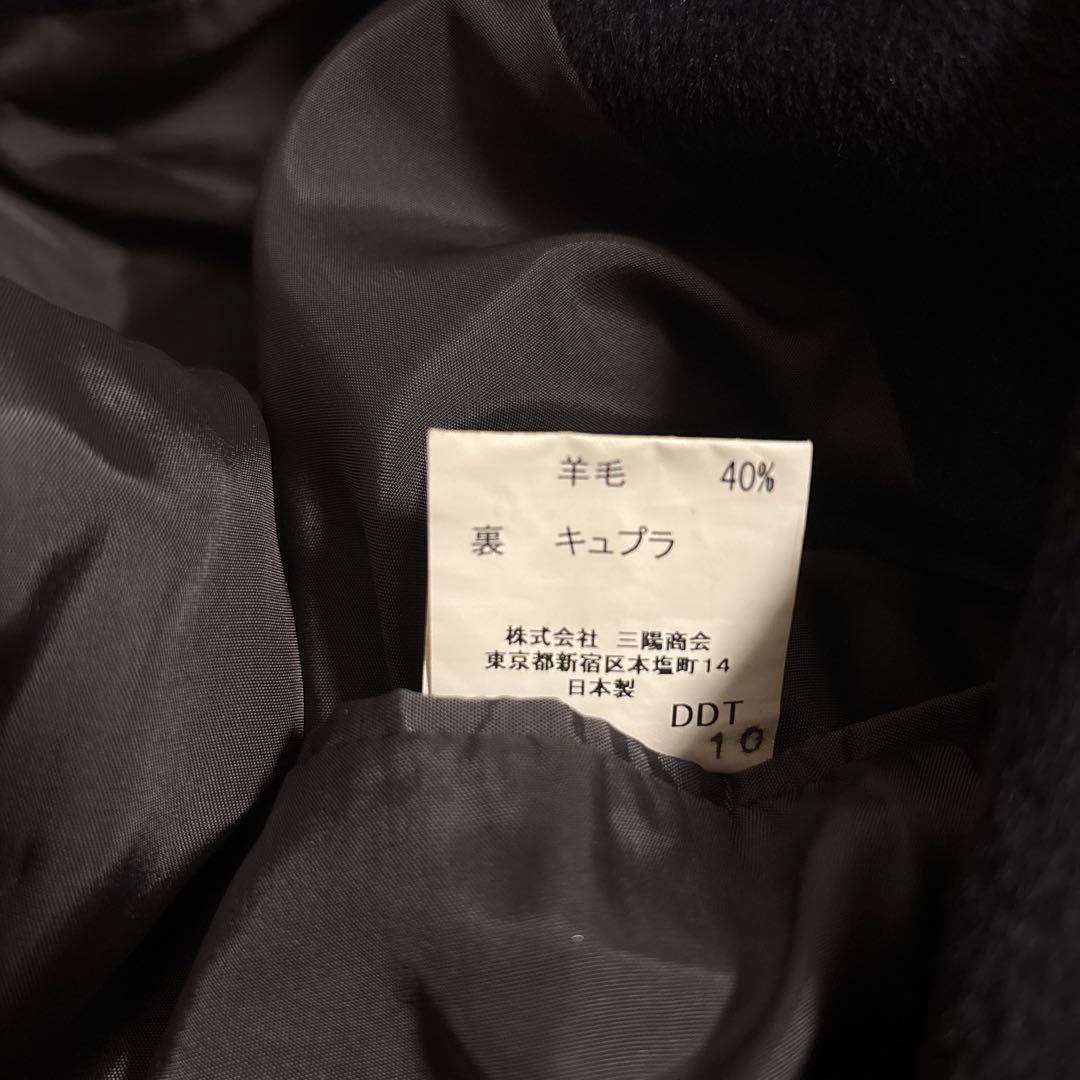 羊毛 40%
裏 キュプラ
株式会社 三陽商会
東京都新宿区本塩町14
日本製
DDT
10